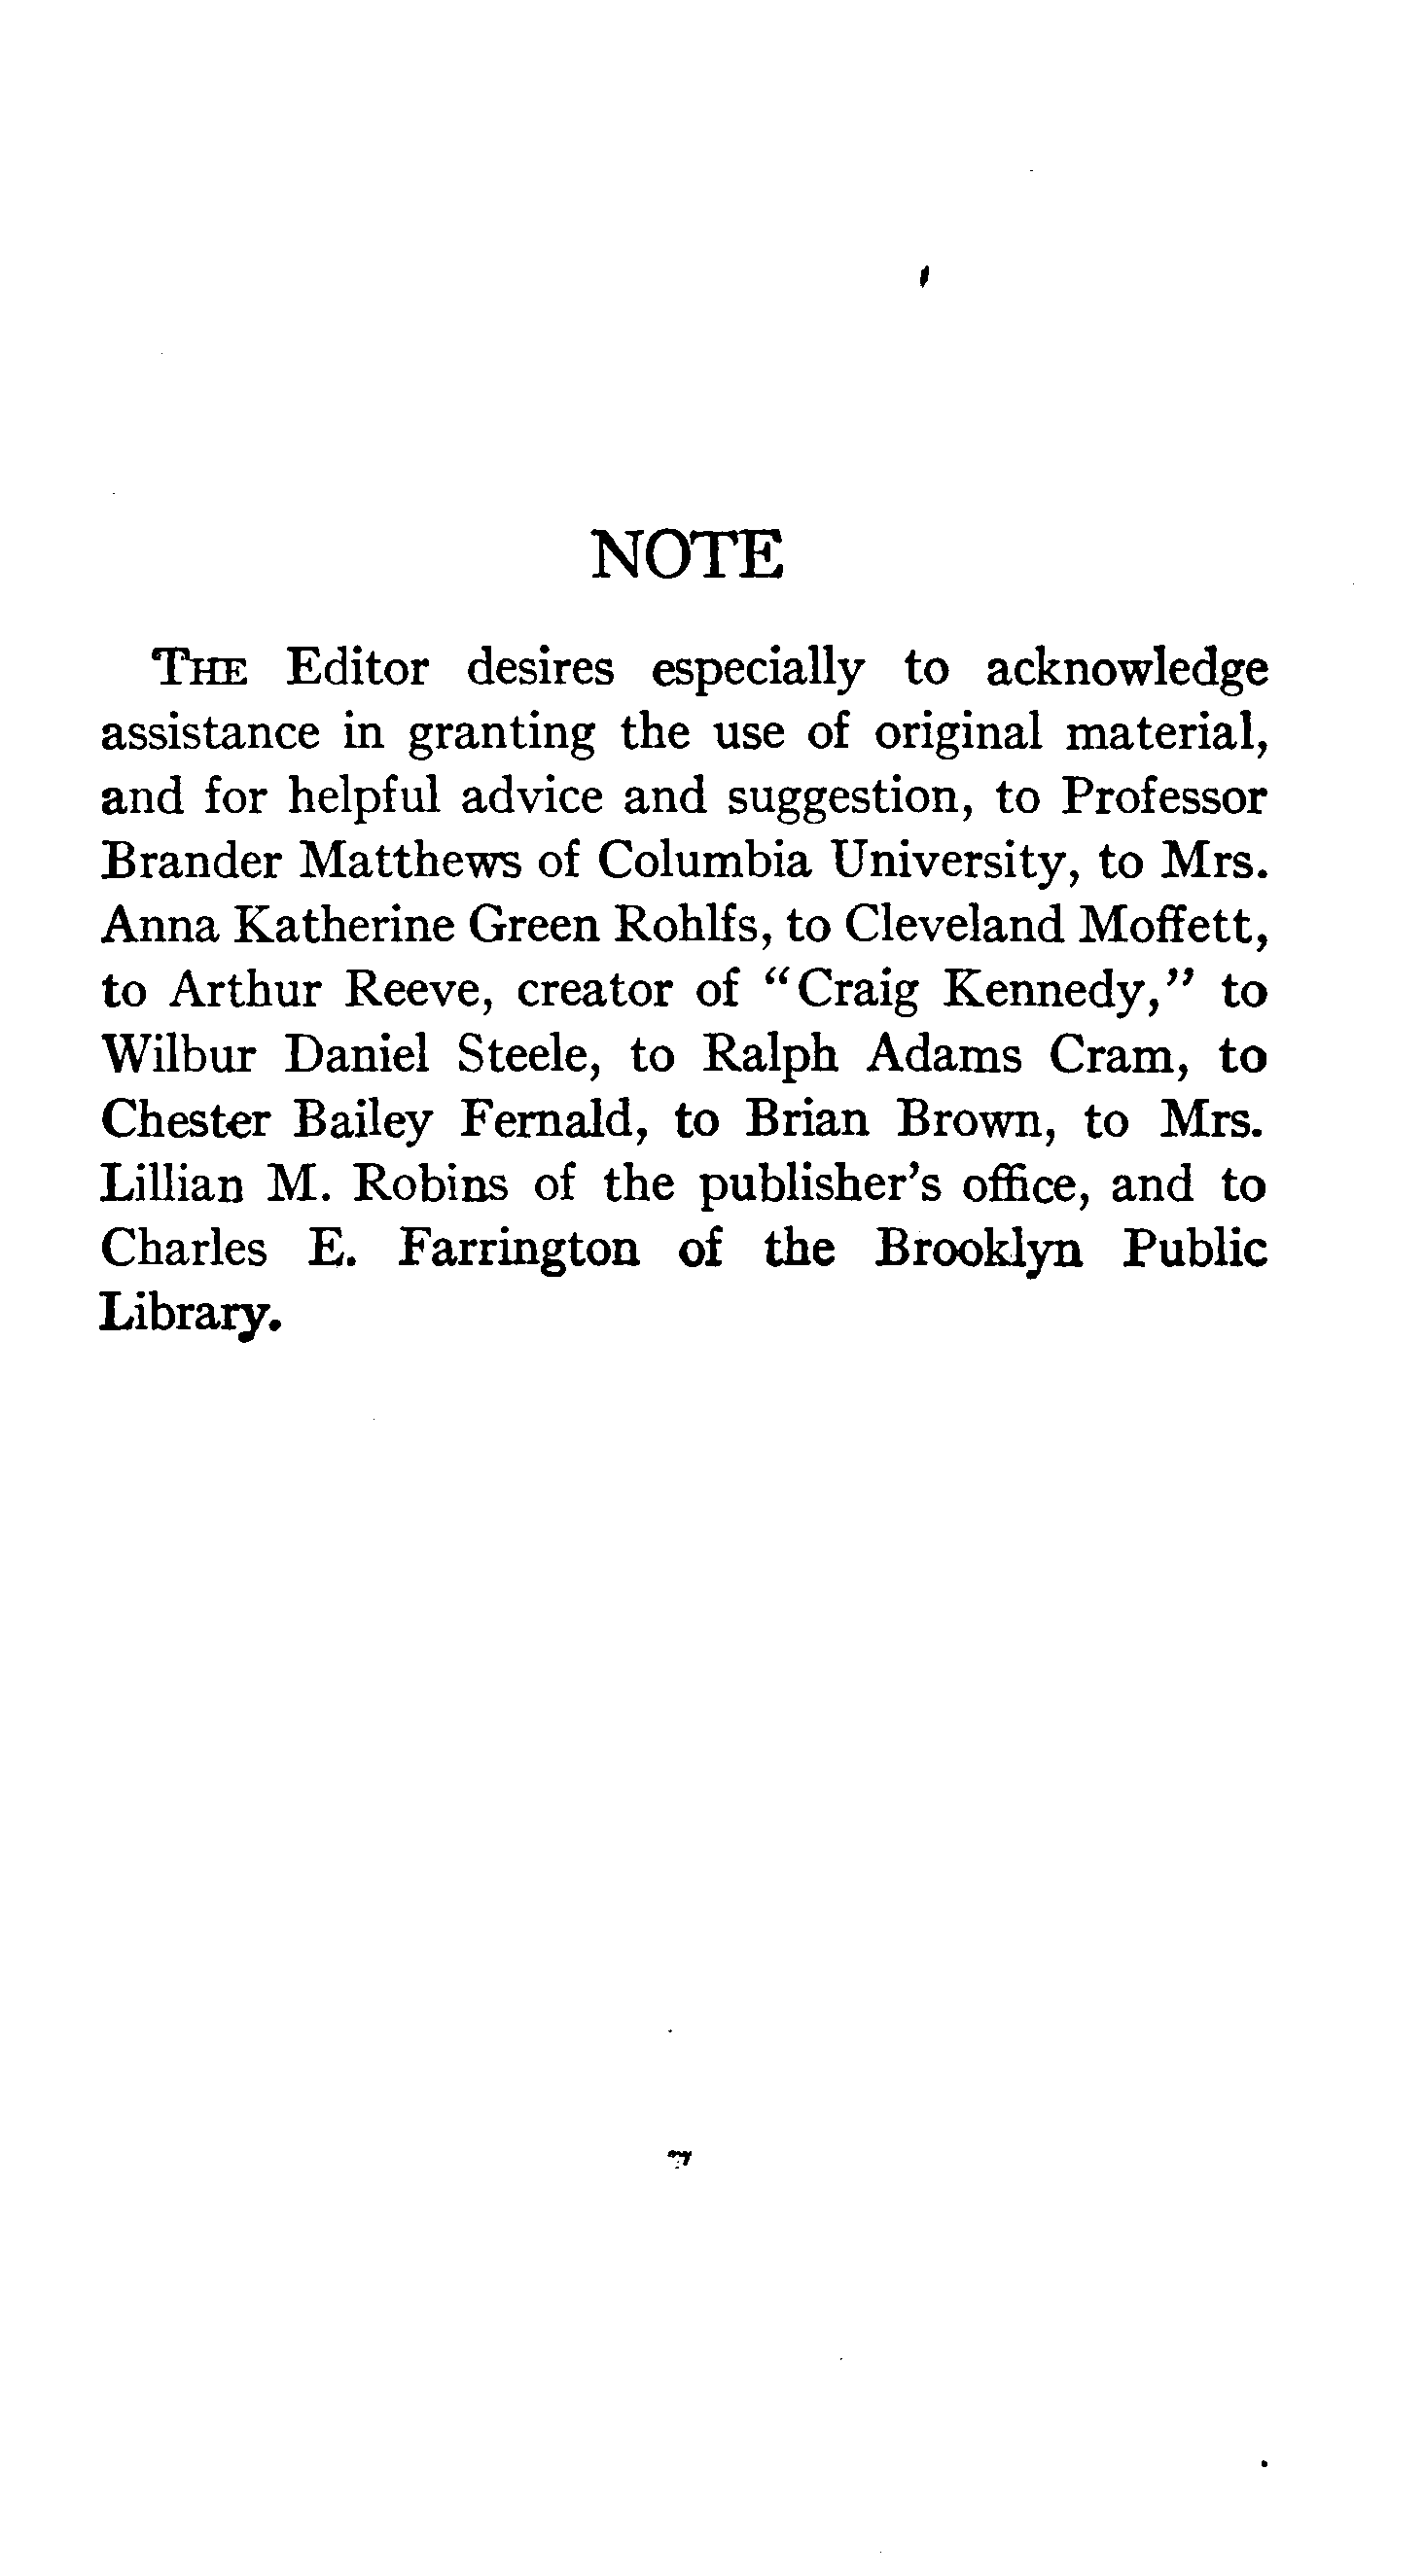 NOTE
THE Editor desires especially to acknowledge
assistance in granting the use of original material,
and for helpful advice and suggestion, to Professor
Brander Matthews of Columbia University, to Mrs.
Anna Katherine Green Rohlfs, to Cleveland Moffett,
to Arthur Reeve, creator of "Craig Kennedy," to
Wilbur Daniel Steele, to Ralph Adams Cram, to
Chester Bailey Fernald, to Brian Brown, to Mrs.
Lillian M. Robins of the publisher's office, and to
Charles E. Farrington of the Brooklyn Public
Library.